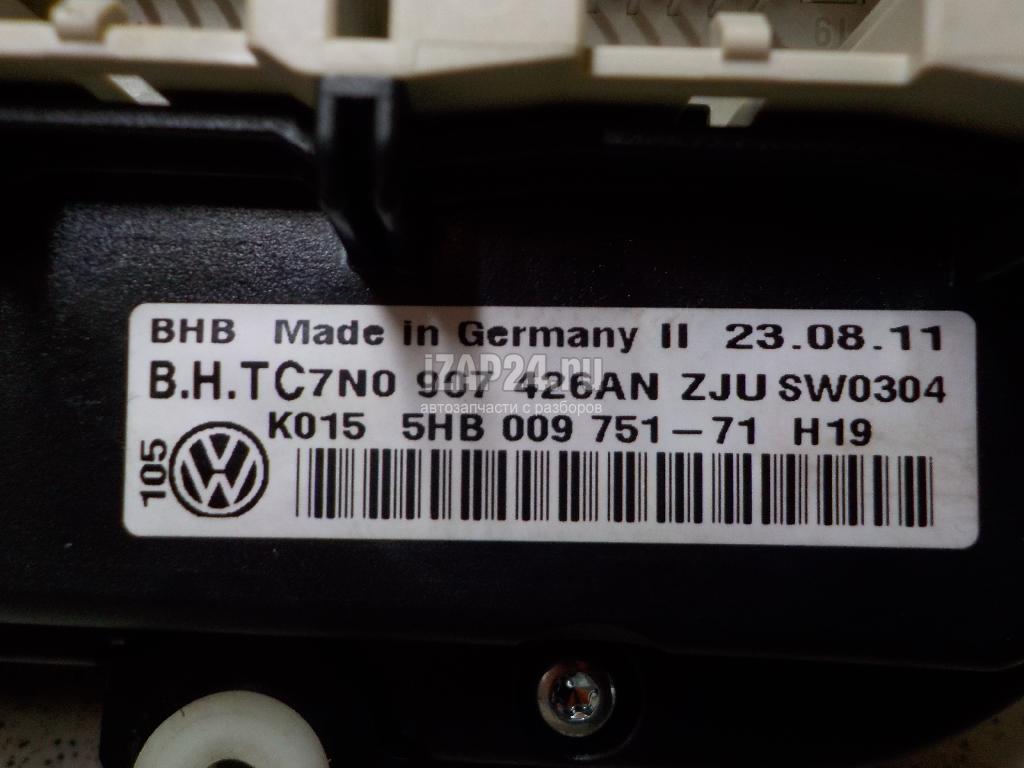 BHB Made in Germany II 23.08.11
B.H.TC7N0 907 426AN ZJU SW0304
K015 5HB 009 751-71 H19
105
iZAP24.ru
автозапчасти с разборов
19